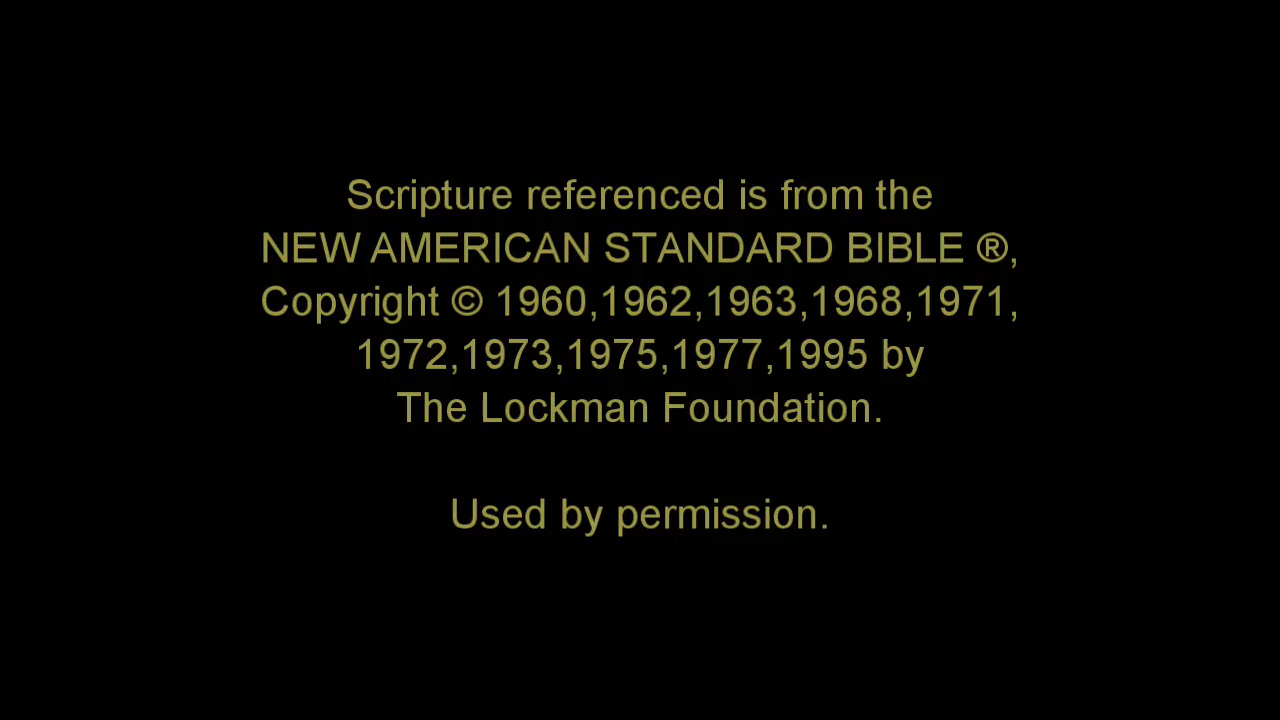 Scripture referenced is from the
NEW AMERICAN STANDARD BIBLE ®,
Copyright © 1960,1962,1963,1968,1971,
1972,1973,1975,1977,1995 by
The Lockman Foundation.
Used by permission.